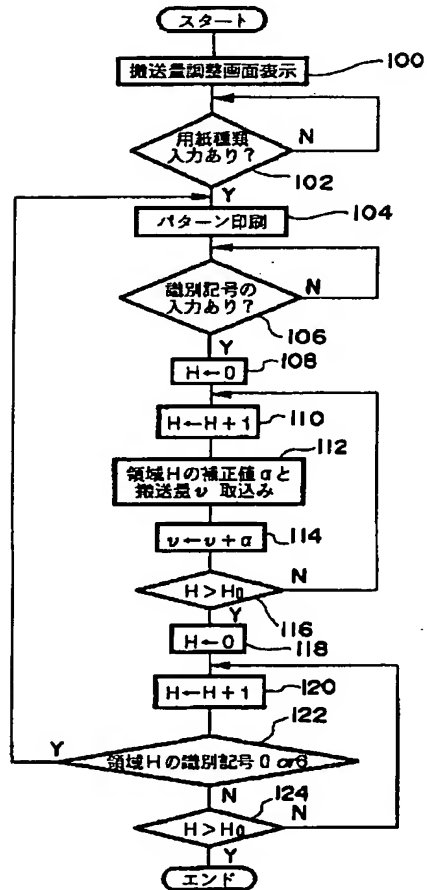 スタート
搬送量調整画面表示
100
用紙種類
入力あり?
N
102
Y
パターン印刷
104
識別記号の
入力あり?
N
106
Y
H←0
108
H←H+1
110
112
領域Hの補正値αと
搬送量ν 取込み
ν←ν+α
114
H>H0
N
116
Y
H←0
118
H←H+1
120
122
Y
領域Hの識別記号0 or6
N
124
H>H0
N
Y
エンド